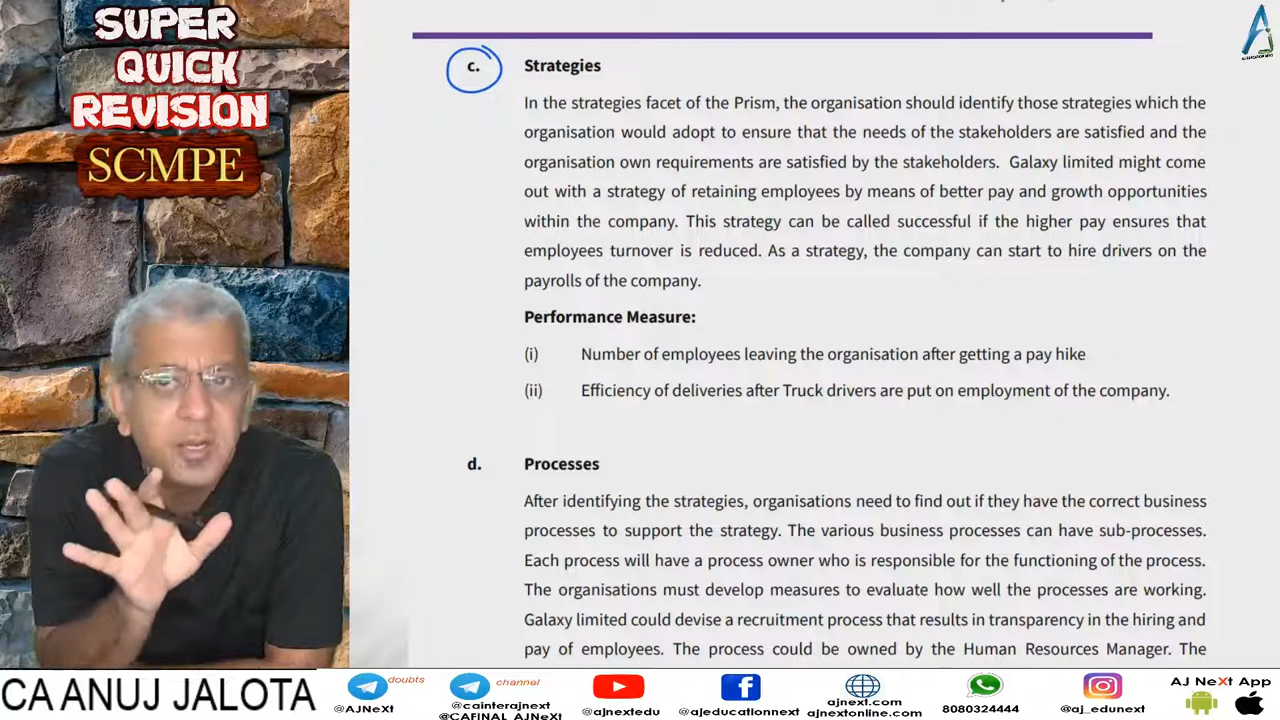 SUPER
QUICK
REVISION
SCMPE
c. Strategies
In the strategies facet of the Prism, the organisation should identify those strategies which the
organisation would adopt to ensure that the needs of the stakeholders are satisfied and the
organisation own requirements are satisfied by the stakeholders. Galaxy limited might come
out with a strategy of retaining employees by means of better pay and growth opportunities
within the company. This strategy can be called successful if the higher pay ensures that
employees turnover is reduced. As a strategy, the company can start to hire drivers on the
payrolls of the company.
Performance Measure:
(i) Number of employees leaving the organisation after getting a pay hike
(ii) Efficiency of deliveries after Truck drivers are put on employment of the company.
d. Processes
After identifying the strategies, organisations need to find out if they have the correct business
processes to support the strategy. The various business processes can have sub-processes.
Each process will have a process owner who is responsible for the functioning of the process.
The organisations must develop measures to evaluate how well the processes are working.
Galaxy limited could devise a recruitment process that results in transparency in the hiring and
pay of employees. The process could be owned by the Human Resources Manager. The
CA ANUJ JALOTA
doubts
@AJNeXt
channel
@cainterajnext
@CAFINAL_AJNeXt
@ajnextedu
@ajeducationnext
ajnext.com
ajnextonline.com
8080324444
@aj_edunext
AJ NeXt App